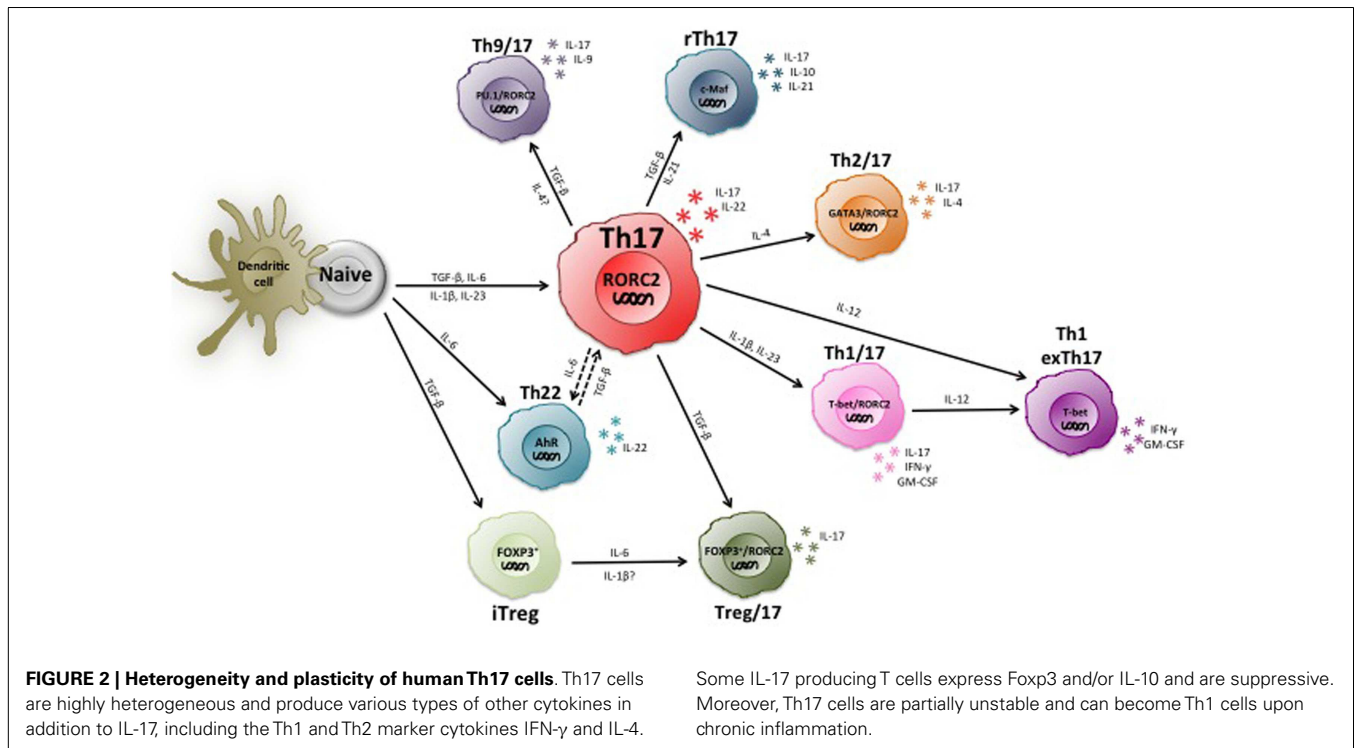 Th9/17
IL-17
IL-9
PU.1/RORC2
TGF-β
IL-4?
rTh17
IL-17
IL-10
IL-21
c-Maf
TGF-β
IL-21
Th2/17
IL-17
IL-4
GATA3/RORC2
IL-4
Dendritic
cell
Naive
TGF-β, IL-6
IL-1β, IL-23
Th17
RORC2
IL-17
IL-22
IL-12
IL-6
TGF-β
IL-6
TGF-β
Th22
AhR
IL-22
TGF-β
IL-1β, IL-23
Th1/17
T-bet/RORC2
IL-17
IFN-γ
GM-CSF
IL-12
Th1
exTh17
T-bet
IFN-γ
GM-CSF
FOXP3⁺
iTreg
IL-6
IL-1β?
FOXP3⁺/RORC2
IL-17
Treg/17
FIGURE 2 | Heterogeneity and plasticity of human Th17 cells. Th17 cells
are highly heterogeneous and produce various types of other cytokines in
addition to IL-17, including the Th1 and Th2 marker cytokines IFN-γ and IL-4.
Some IL-17 producing T cells express Foxp3 and/or IL-10 and are suppressive.
Moreover, Th17 cells are partially unstable and can become Th1 cells upon
chronic inflammation.